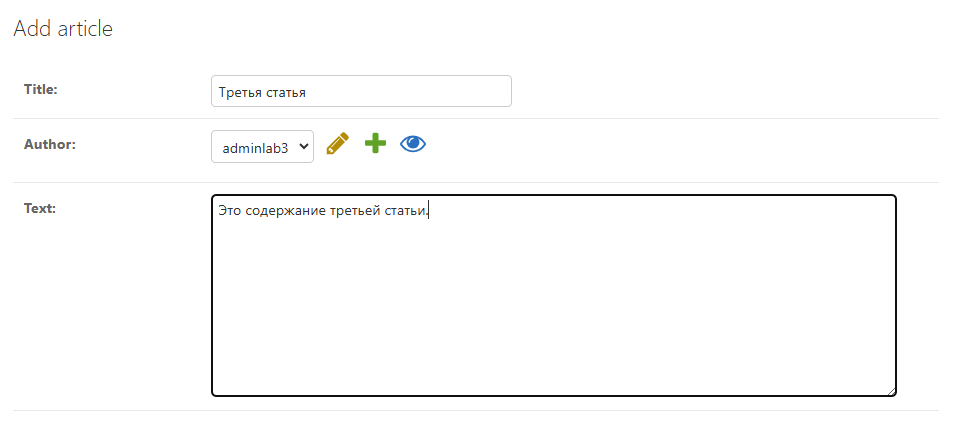 Add article
Title:
Третья статья
Author:
adminlab3
Text:
Это содержание третьей статьи.